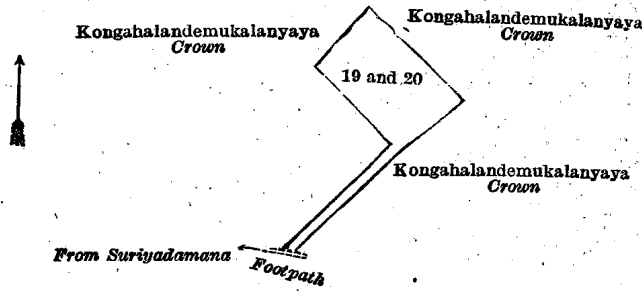 Kongahalandemukalanyaya
Crown
Kongahalandemukalanyaya
Crown
19 and 20
Kongahalandemukalanyaya
Crown
From Suriyadamana
Footpath